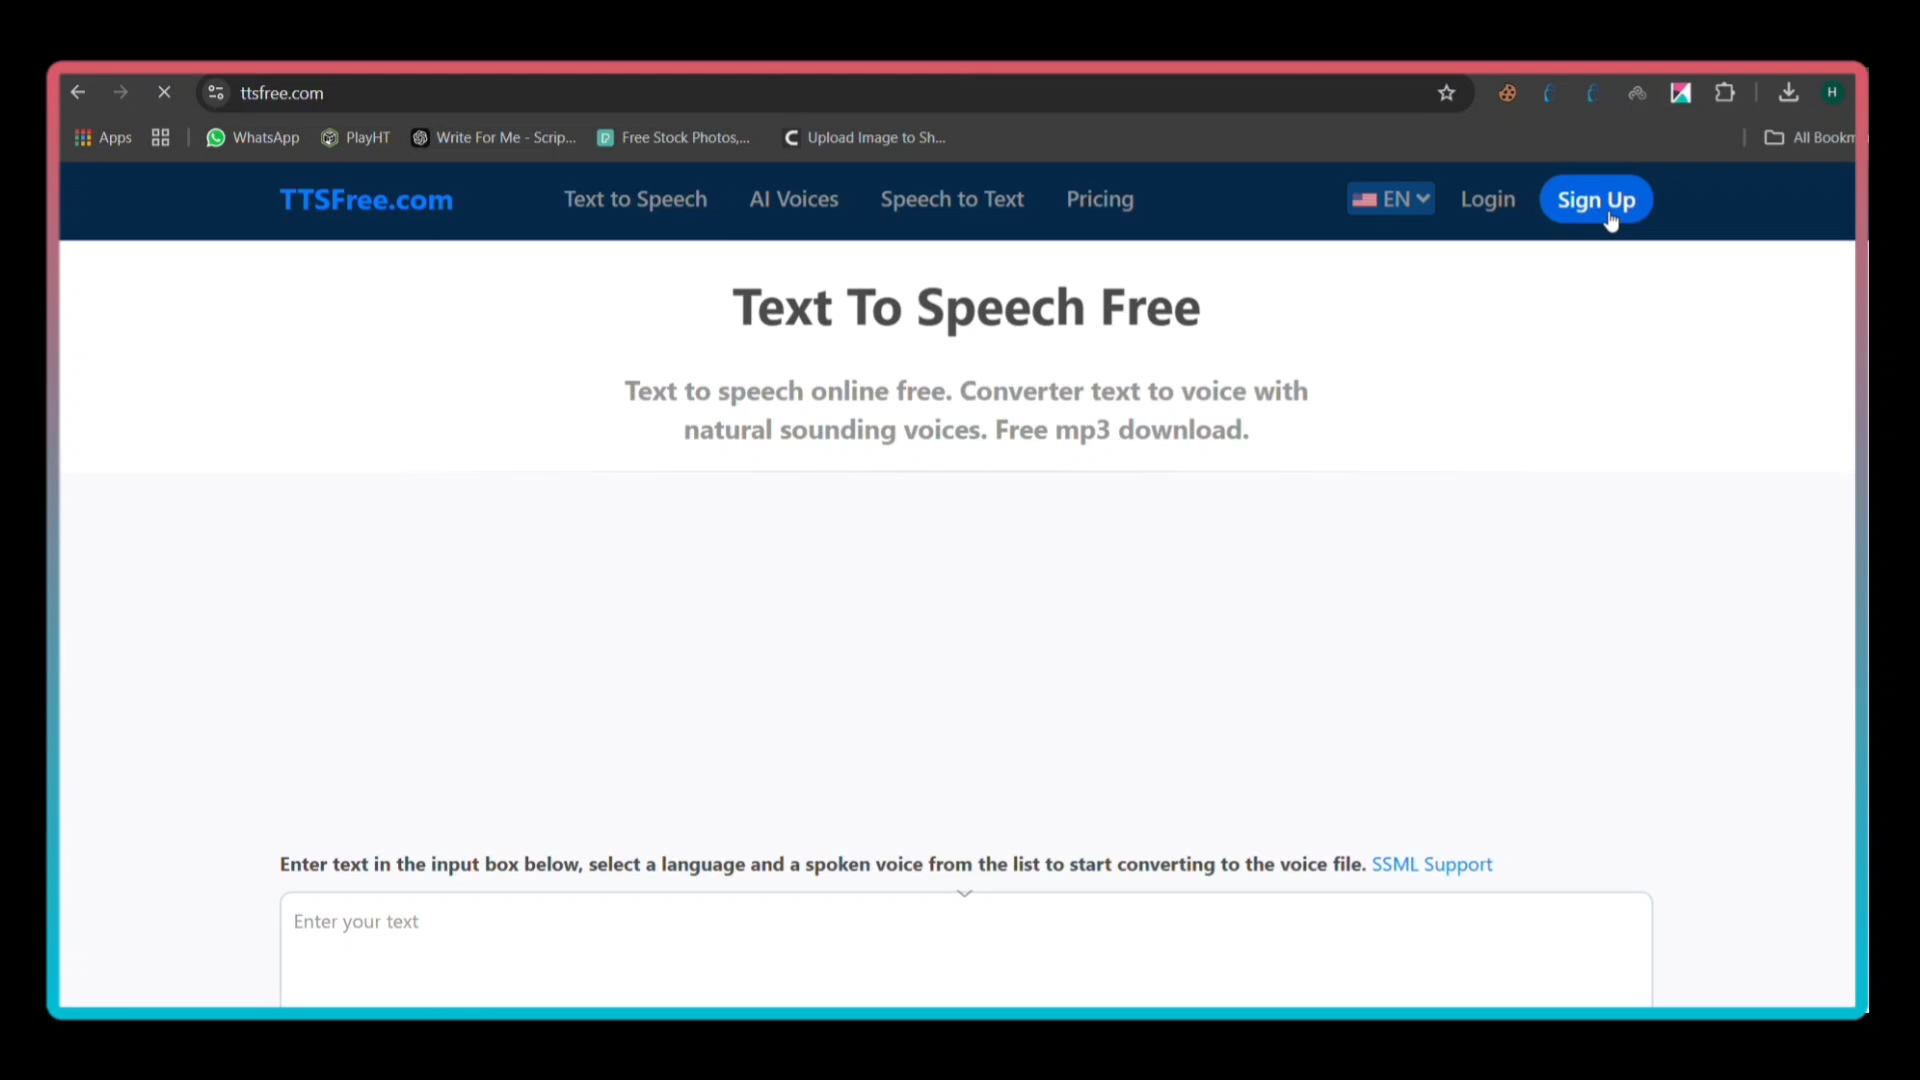 ttsfree.com
H
Apps
WhatsApp
PlayHT
Write For Me - Scrip...
Free Stock Photos,...
Upload Image to Sh...
All Bookm
TTSFree.com
Text to Speech
AI Voices
Speech to Text
Pricing
EN
Login
Sign Up
Text To Speech Free
Text to speech online free. Converter text to voice with
natural sounding voices. Free mp3 download.
Enter text in the input box below, select a language and a spoken voice from the list to start converting to the voice file. SSML Support
Enter your text